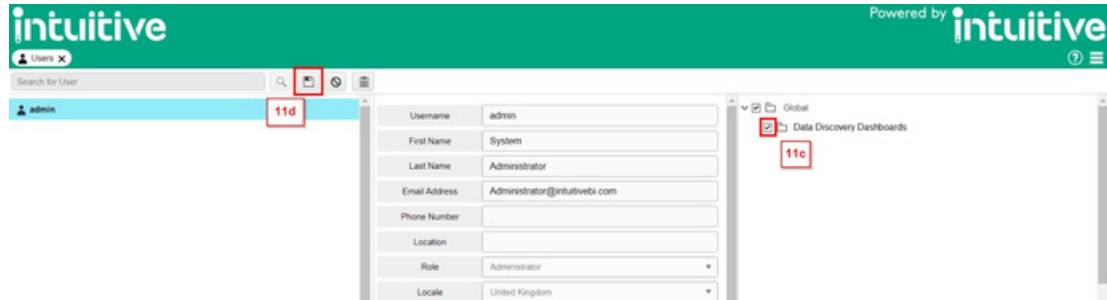 intuitive
Powered by intuitive
Users x
Search for User
11d
admin
Username admin
First Name System
Last Name Administrator
Email Address Administrator@intuitivebi.com
Phone Number
Location
Role Administrator
Locale United Kingdom
Global
Data Discovery Dashboards
11c